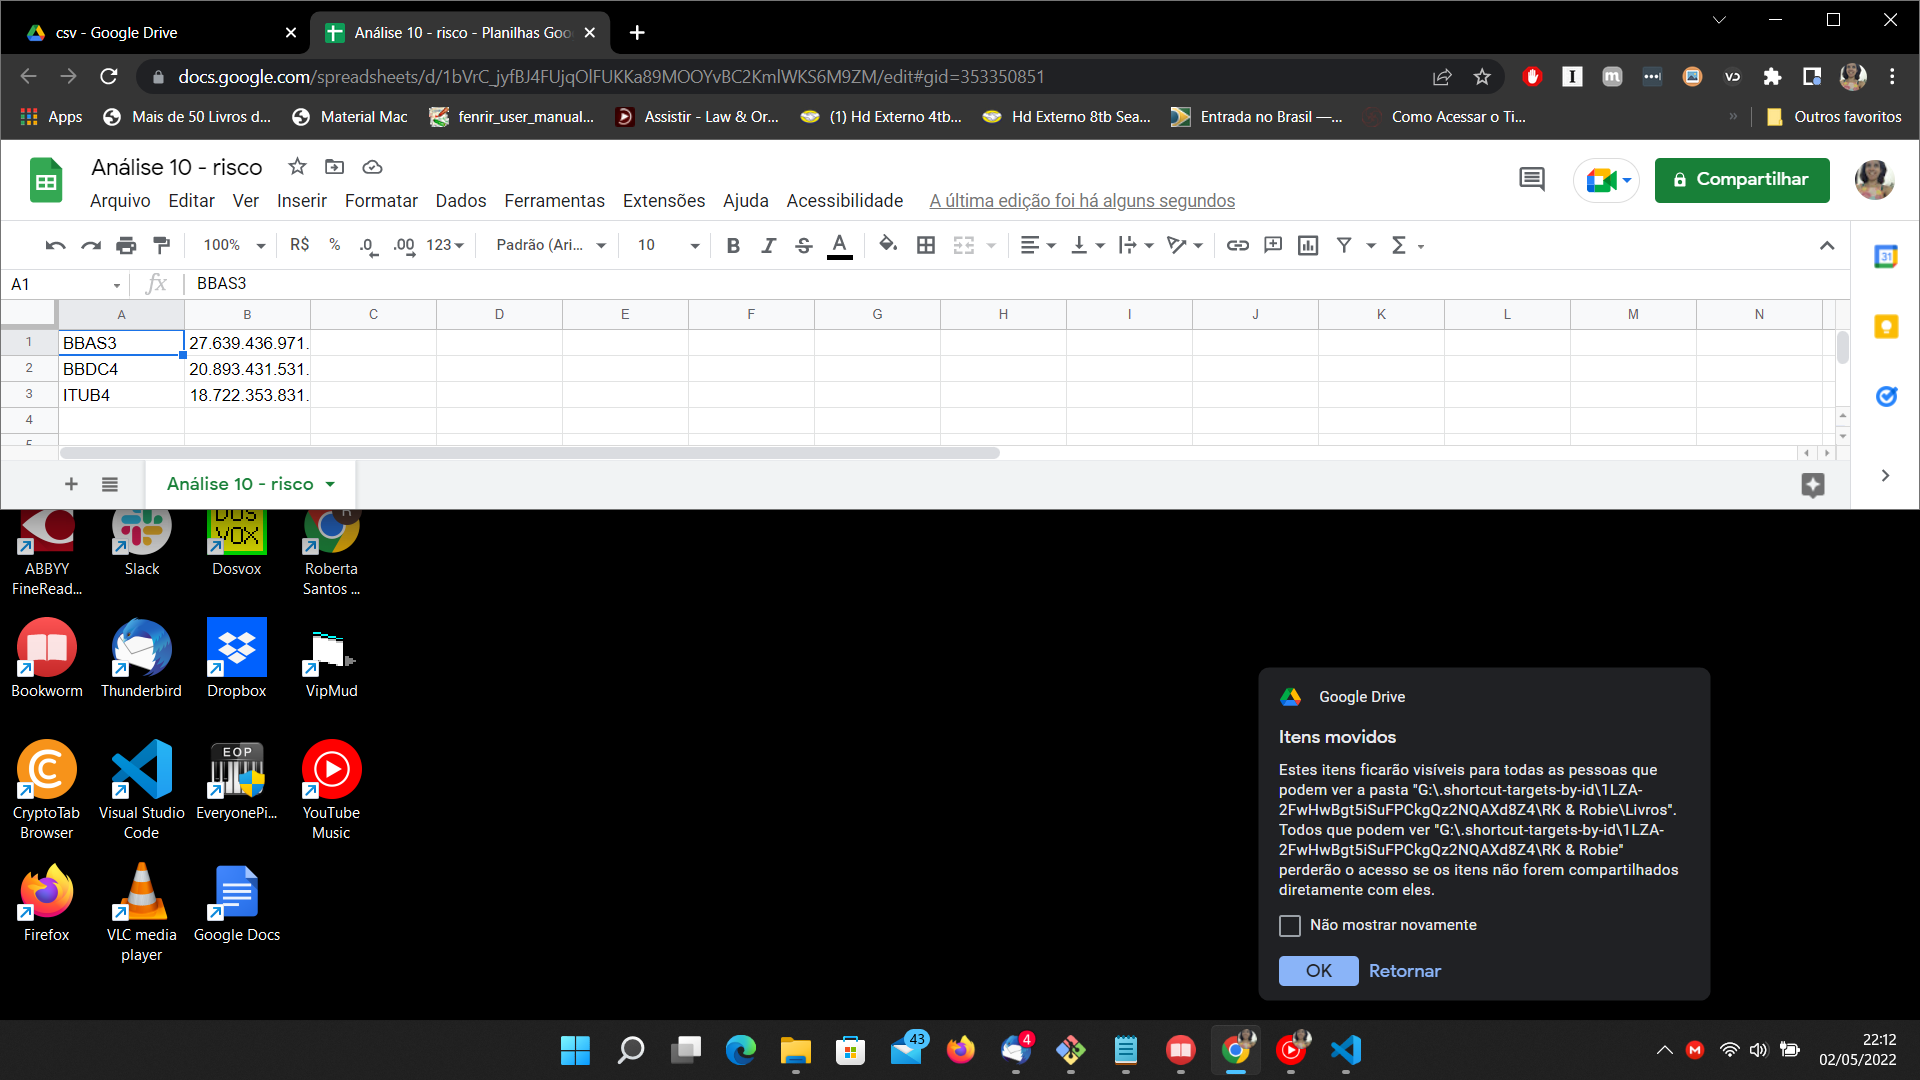 csv - Google Drive
Análise 10 - risco - Planilhas Goo
docs.google.com/spreadsheets/d/1bVrC_jyfBJ4FUjqOlFUKKa89MOOYvBC2KmlWKS6M9ZM/edit#gid=353350851
Apps
Mais de 50 Livros d...
Material Mac
fenrir_user_manual...
Assistir - Law & Or...
(1) Hd Externo 4tb...
Hd Externo 8tb Sea...
Entrada no Brasil —...
Como Acessar o Ti...
»
Outros favoritos
Análise 10 - risco
Arquivo Editar Ver Inserir Formatar Dados Ferramentas Extensões Ajuda Acessibilidade A última edição foi há alguns segundos
Compartilhar
100% R$ % .0 .00 123 Padrão (Ari... 10 B I S A Σ
31
A1 fx BBAS3
A B C D E F G H I J K L M N
1 BBAS3 27.639.436.971.
2 BBDC4 20.893.431.531.
3 ITUB4 18.722.353.831.
4
5
Análise 10 - risco
DOSVOX
ABBYY
FineRead...
Slack
Dosvox
Roberta
Santos ...
Bookworm
Thunderbird
Dropbox
VipMud
EOP
CryptoTab
Browser
Visual Studio
Code
EveryonePi...
YouTube
Music
Firefox
VLC media
player
Google Docs
Google Drive
Itens movidos
Estes itens ficarão visíveis para todas as pessoas que
podem ver a pasta "G:\.shortcut-targets-by-id\1LZA-
2FwHwBgt5iSuFPCkgQz2NQAXd8Z4\RK & Robie\Livros".
Todos que podem ver "G:\.shortcut-targets-by-id\1LZA-
2FwHwBgt5iSuFPCkgQz2NQAXd8Z4\RK & Robie"
perderão o acesso se os itens não forem compartilhados
diretamente com eles.
Não mostrar novamente
OK Retornar
43
4
22:12
02/05/2022